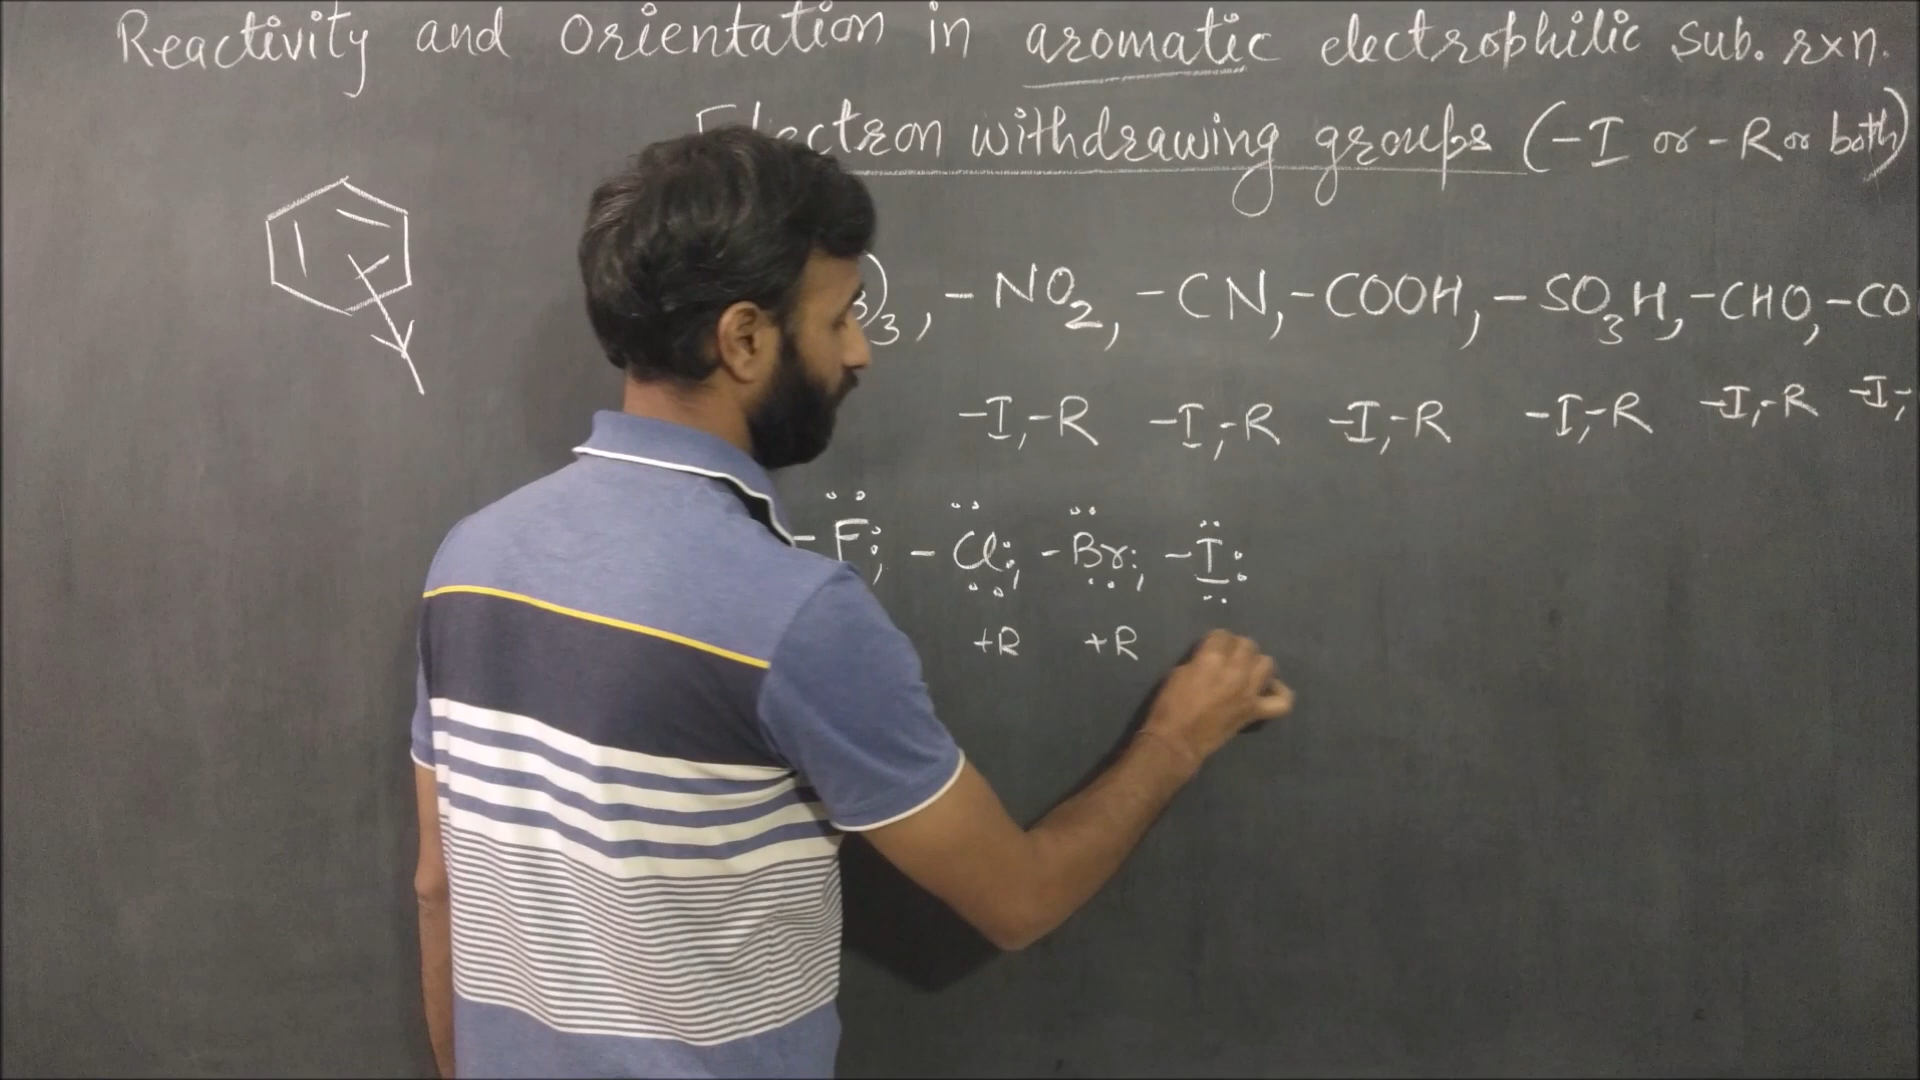 Reactivity and Orientation in aromatic electrophilic sub. rxn.
Electron withdrawing groups (-I or -R or both)
)₃, -NO₂, -CN, -COOH, -SO₃H, -CHO, -CO
-I,-R -I,-R -I,-R -I,-R -I,-R -I,-
-F:, -Cl:, -Br:, -I:
+R +R